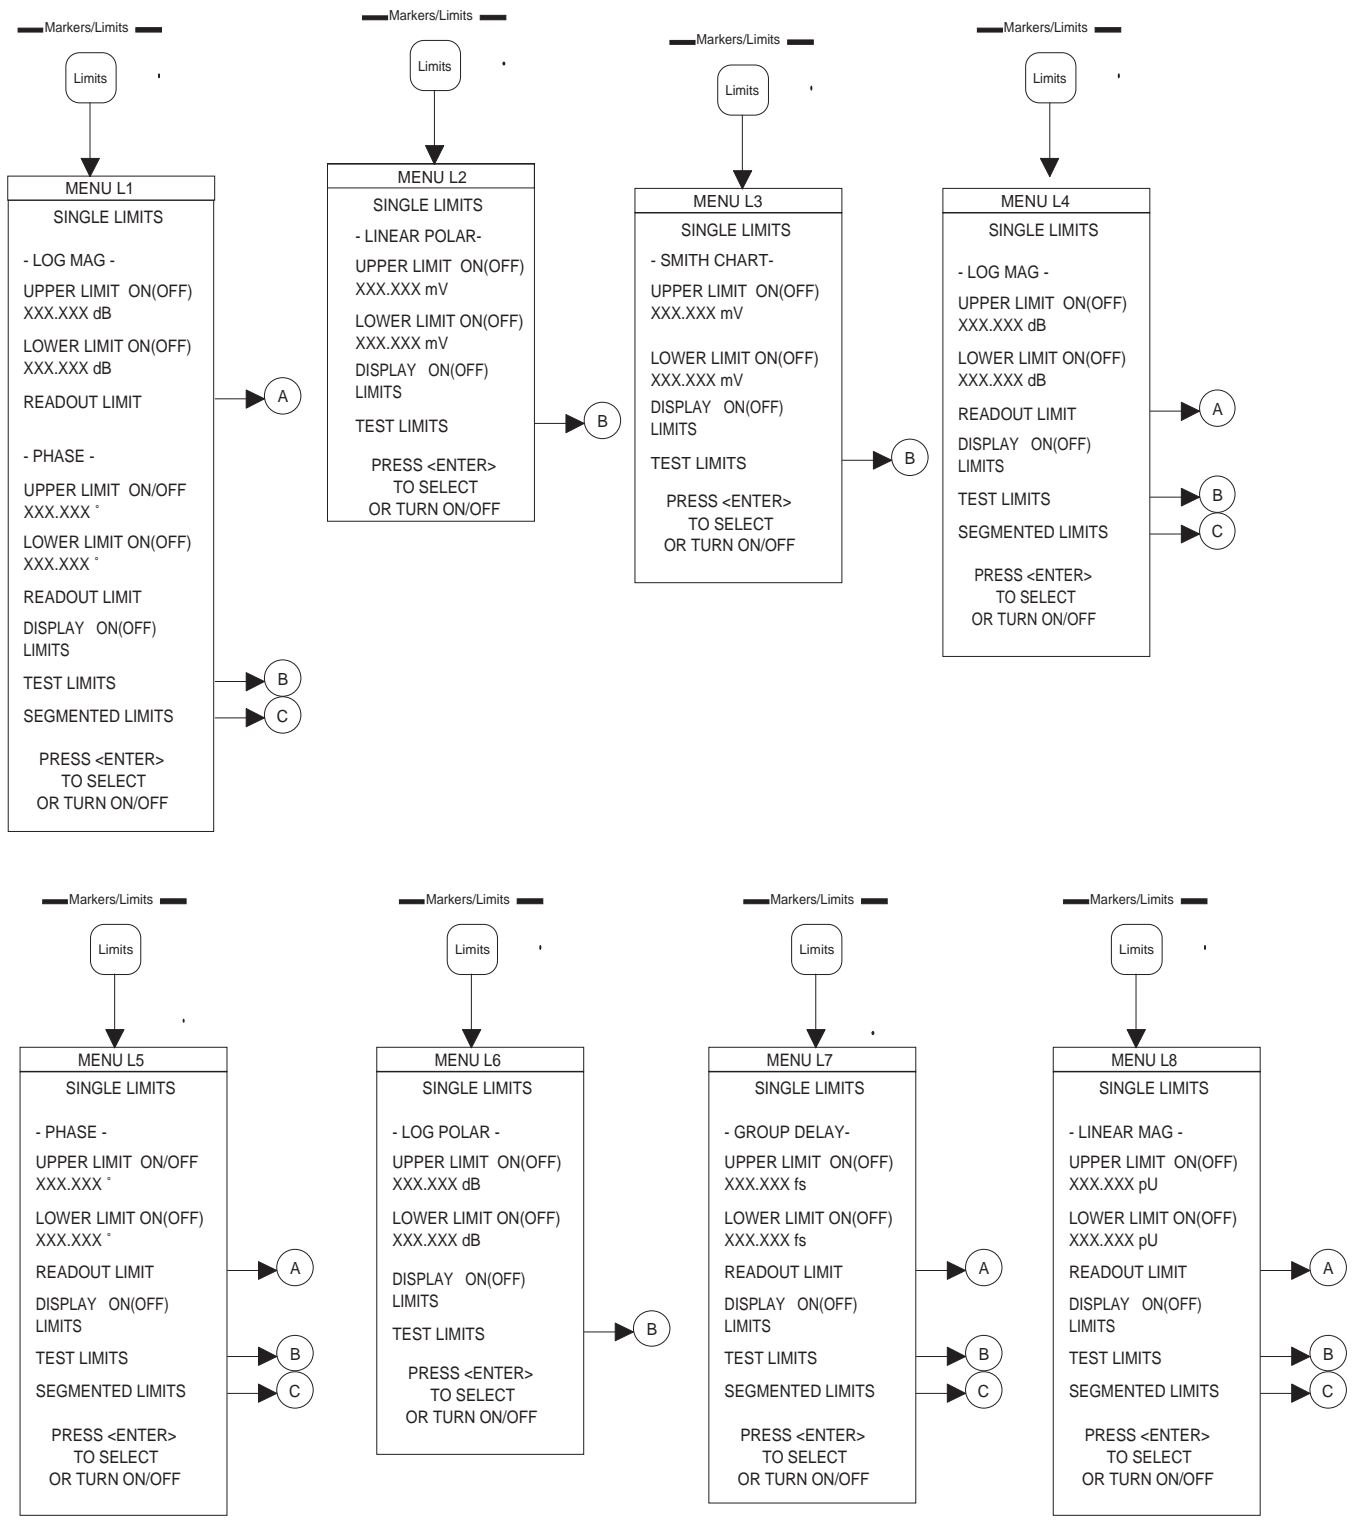 Markers/Limits
Limits
MENU L1
SINGLE LIMITS
- LOG MAG -
UPPER LIMIT ON(OFF)
XXX.XXX dB
LOWER LIMIT ON(OFF)
XXX.XXX dB
READOUT LIMIT
A
- PHASE -
UPPER LIMIT ON/OFF
XXX.XXX °
LOWER LIMIT ON(OFF)
XXX.XXX °
READOUT LIMIT
DISPLAY ON(OFF)
LIMITS
TEST LIMITS
B
SEGMENTED LIMITS
C
PRESS <ENTER>
TO SELECT
OR TURN ON/OFF
Markers/Limits
Limits
MENU L2
SINGLE LIMITS
- LINEAR POLAR-
UPPER LIMIT ON(OFF)
XXX.XXX mV
LOWER LIMIT ON(OFF)
XXX.XXX mV
DISPLAY ON(OFF)
LIMITS
TEST LIMITS
B
PRESS <ENTER>
TO SELECT
OR TURN ON/OFF
Markers/Limits
Limits
MENU L3
SINGLE LIMITS
- SMITH CHART-
UPPER LIMIT ON(OFF)
XXX.XXX mV
LOWER LIMIT ON(OFF)
XXX.XXX mV
DISPLAY ON(OFF)
LIMITS
TEST LIMITS
B
PRESS <ENTER>
TO SELECT
OR TURN ON/OFF
Markers/Limits
Limits
MENU L4
SINGLE LIMITS
- LOG MAG -
UPPER LIMIT ON(OFF)
XXX.XXX dB
LOWER LIMIT ON(OFF)
XXX.XXX dB
READOUT LIMIT
A
DISPLAY ON(OFF)
LIMITS
TEST LIMITS
B
SEGMENTED LIMITS
C
PRESS <ENTER>
TO SELECT
OR TURN ON/OFF
Markers/Limits
Limits
MENU L5
SINGLE LIMITS
- PHASE -
UPPER LIMIT ON/OFF
XXX.XXX °
LOWER LIMIT ON(OFF)
XXX.XXX °
READOUT LIMIT
A
DISPLAY ON(OFF)
LIMITS
TEST LIMITS
B
SEGMENTED LIMITS
C
PRESS <ENTER>
TO SELECT
OR TURN ON/OFF
Markers/Limits
Limits
MENU L6
SINGLE LIMITS
- LOG POLAR -
UPPER LIMIT ON(OFF)
XXX.XXX dB
LOWER LIMIT ON(OFF)
XXX.XXX dB
DISPLAY ON(OFF)
LIMITS
TEST LIMITS
B
PRESS <ENTER>
TO SELECT
OR TURN ON/OFF
Markers/Limits
Limits
MENU L7
SINGLE LIMITS
- GROUP DELAY-
UPPER LIMIT ON(OFF)
XXX.XXX fs
LOWER LIMIT ON(OFF)
XXX.XXX fs
READOUT LIMIT
A
DISPLAY ON(OFF)
LIMITS
TEST LIMITS
B
SEGMENTED LIMITS
C
PRESS <ENTER>
TO SELECT
OR TURN ON/OFF
Markers/Limits
Limits
MENU L8
SINGLE LIMITS
- LINEAR MAG -
UPPER LIMIT ON(OFF)
XXX.XXX pU
LOWER LIMIT ON(OFF)
XXX.XXX pU
READOUT LIMIT
A
DISPLAY ON(OFF)
LIMITS
TEST LIMITS
B
SEGMENTED LIMITS
C
PRESS <ENTER>
TO SELECT
OR TURN ON/OFF